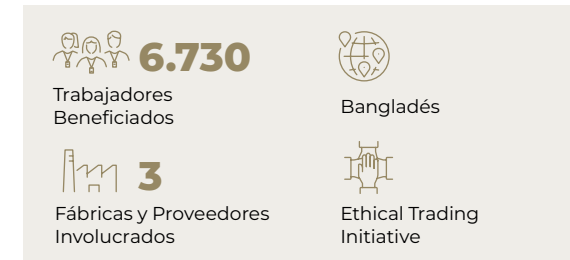 6.730
Trabajadores
Beneficiados
Bangladés
3
Fábricas y Proveedores
Involucrados
Ethical Trading
Initiative